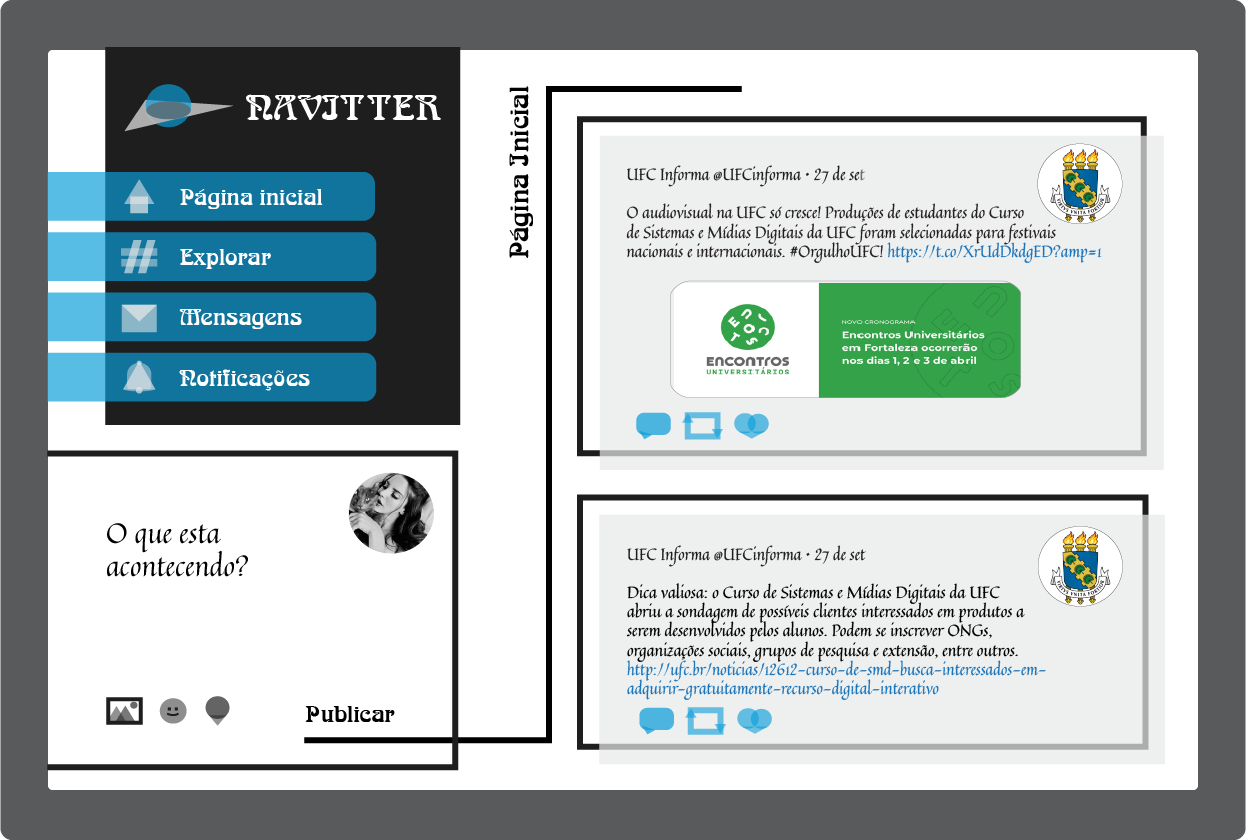 NAVITTER
Página inicial
Explorar
Mensagens
Notificações
O que esta
acontecendo?
Publicar
Página Inicial
UFC Informa @UFCinforma • 27 de set
O audiovisual na UFC só cresce! Produções de estudantes do Curso
de Sistemas e Mídias Digitais da UFC foram selecionadas para festivais
nacionais e internacionais. #OrgulhoUFC! https://t.co/XrUdDkdgED?amp=1
ENCONTROS
UNIVERSITÁRIOS
NOVO CRONOGRAMA
Encontros Universitários
em Fortaleza ocorrerão
nos dias 1, 2 e 3 de abril
UFC Informa @UFCinforma • 27 de set
Dica valiosa: o Curso de Sistemas e Mídias Digitais da UFC
abriu a sondagem de possíveis clientes interessados em produtos a
serem desenvolvidos pelos alunos. Podem se inscrever ONGs,
organizações sociais, grupos de pesquisa e extensão, entre outros.
http://ufc.br/noticias/12612-curso-de-smd-busca-interessados-em-
adquirir-gratuitamente-recurso-digital-interativo